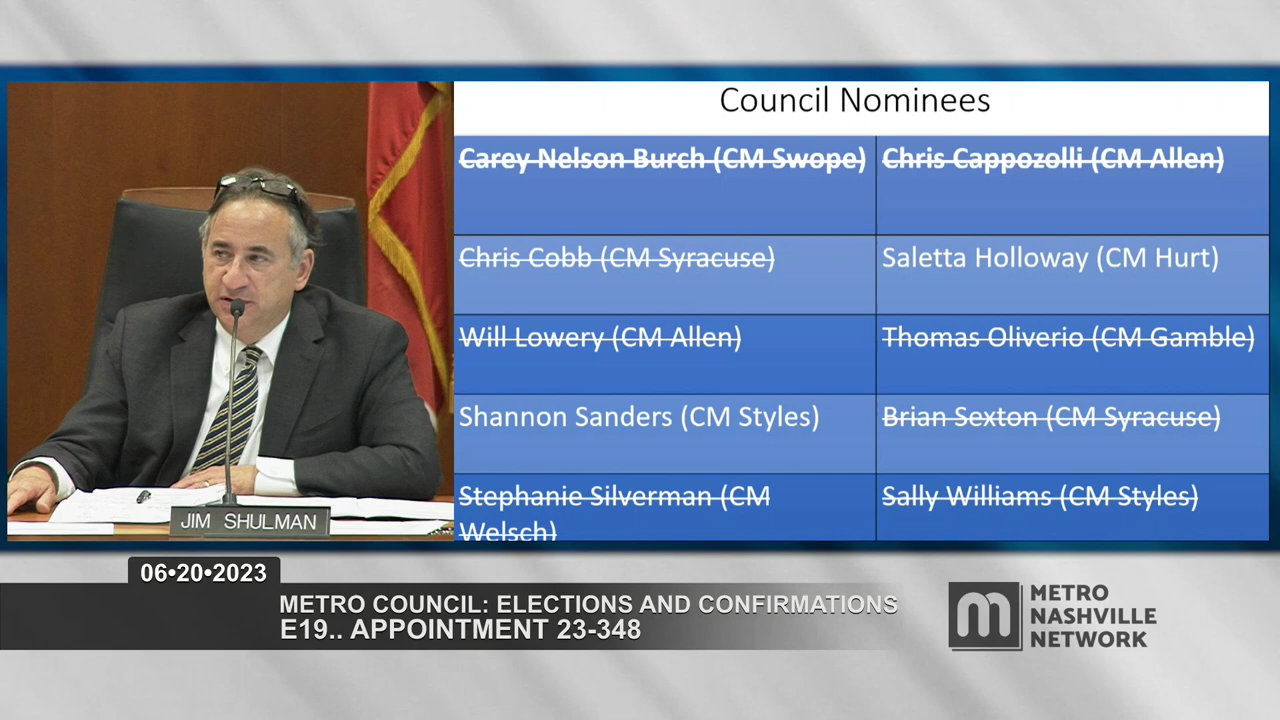 Council Nominees
Carey Nelson Burch (CM Swope)
Chris Cappozolli (CM Allen)
Chris Cobb (CM Syracuse)
Saletta Holloway (CM Hurt)
Will Lowery (CM Allen)
Thomas Oliverio (CM Gamble)
Shannon Sanders (CM Styles)
Brian Sexton (CM Syracuse)
Stephanie Silverman (CM
Welsch)
Sally Williams (CM Styles)
JIM SHULMAN
06•20•2023
METRO COUNCIL: ELECTIONS AND CONFIRMATIONS
E19.. APPOINTMENT 23-348
m
METRO
NASHVILLE
NETWORK